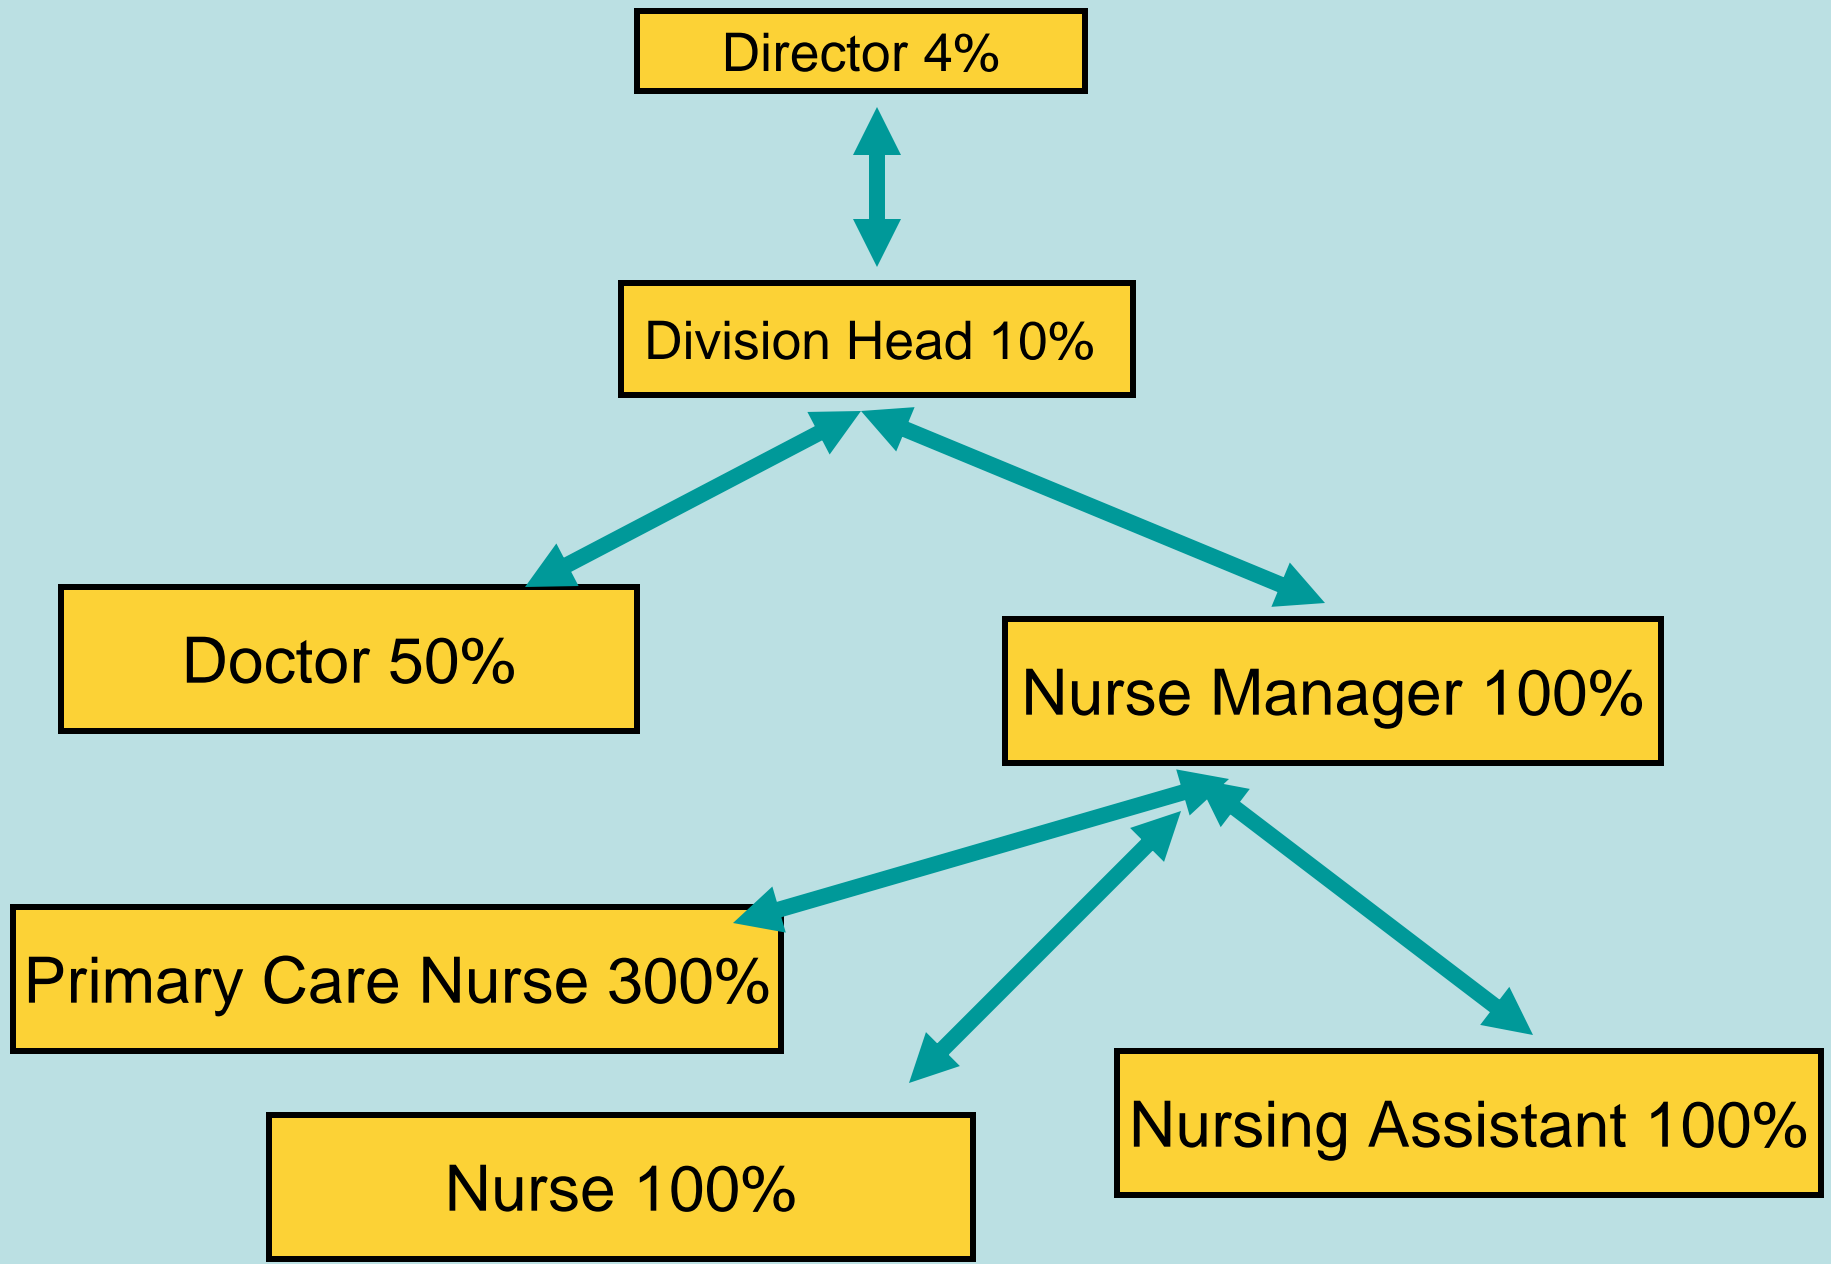 Director 4%
Division Head 10%
Doctor 50%
Nurse Manager 100%
Primary Care Nurse 300%
Nursing Assistant 100%
Nurse 100%